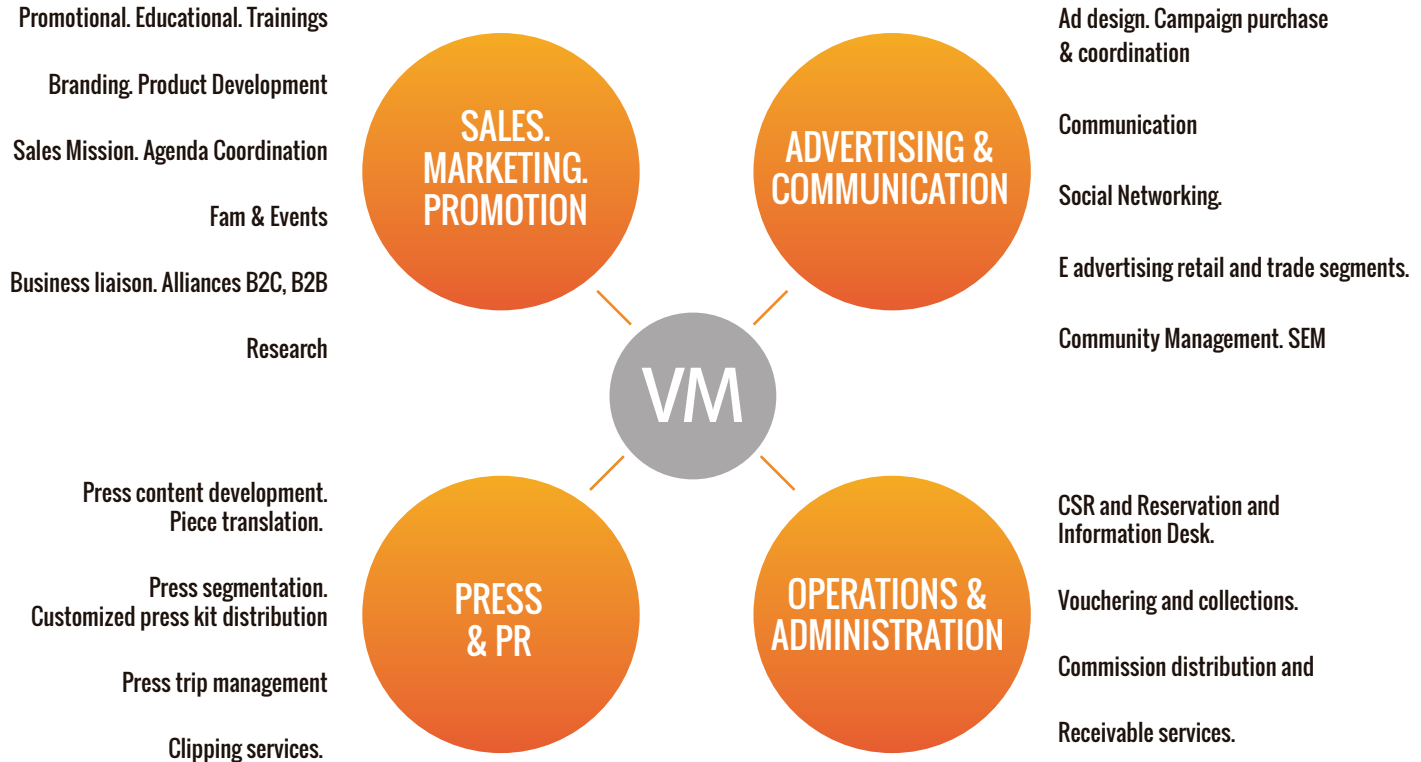 Promotional. Educational. Trainings
Branding. Product Development
Sales Mission. Agenda Coordination
Fam & Events
Business liaison. Alliances B2C, B2B
Research
SALES.
MARKETING.
PROMOTION
ADVERTISING &
COMMUNICATION
Ad design. Campaign purchase
& coordination
Communication
Social Networking.
E advertising retail and trade segments.
Community Management. SEM
VM
Press content development.
Piece translation.
Press segmentation.
Customized press kit distribution
Press trip management
Clipping services.
PRESS
& PR
OPERATIONS &
ADMINISTRATION
CSR and Reservation and
Information Desk.
Vouchering and collections.
Commission distribution and
Receivable services.